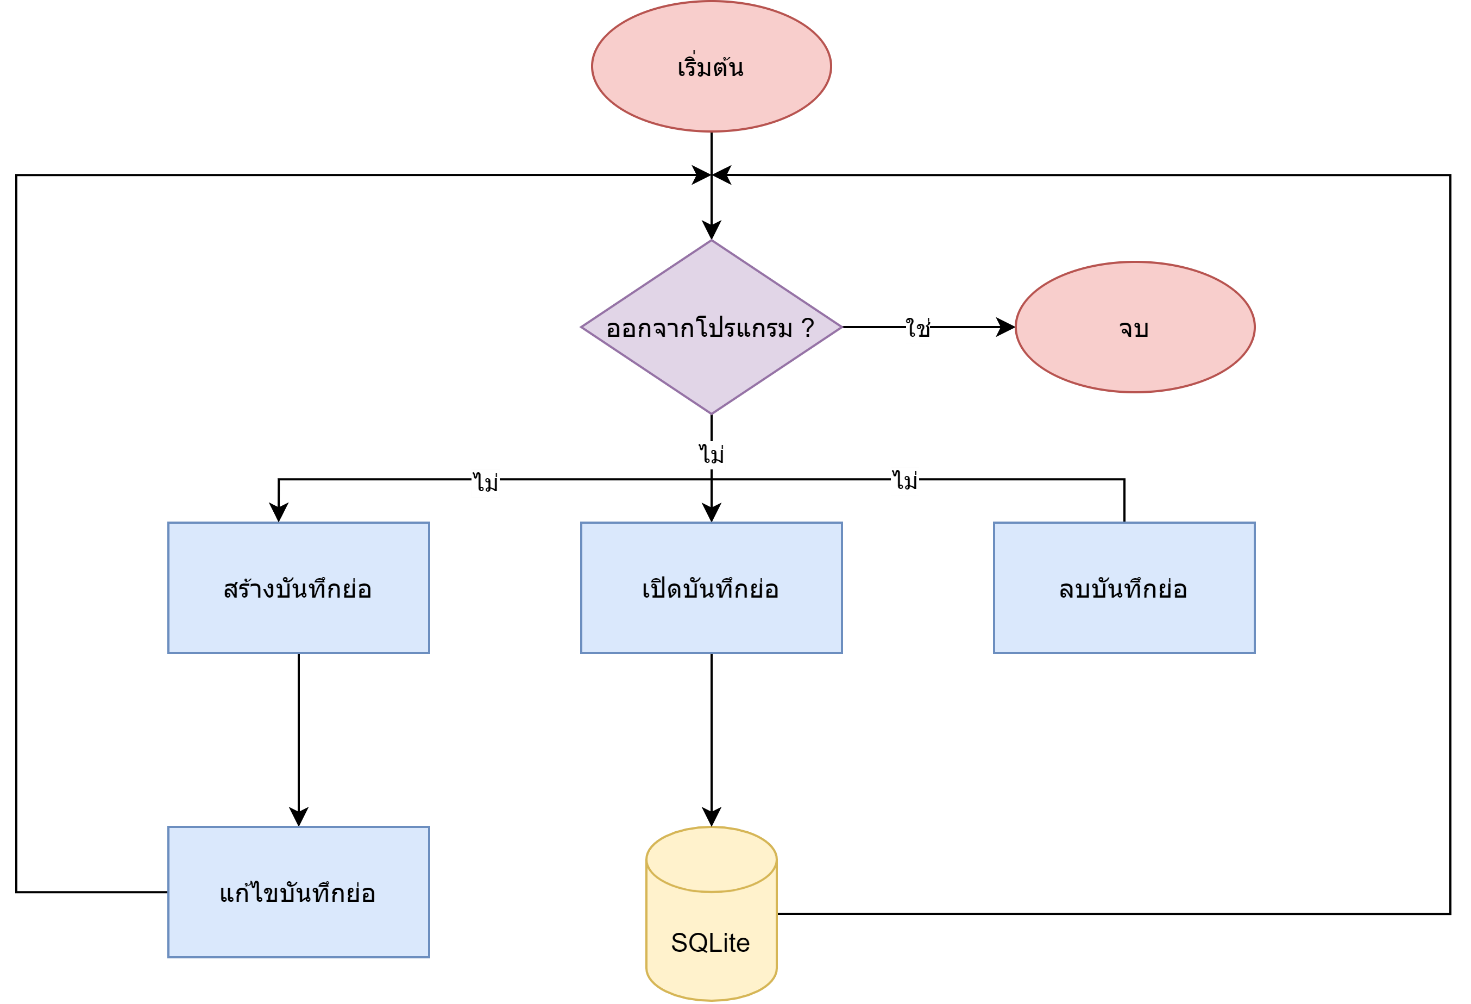 เริ่มต้น
ออกจากโปรแกรม ?
ใช่
จบ
ไม่
ไม่
ไม่
สร้างบันทึกย่อ
เปิดบันทึกย่อ
ลบบันทึกย่อ
แก้ไขบันทึกย่อ
SQLite